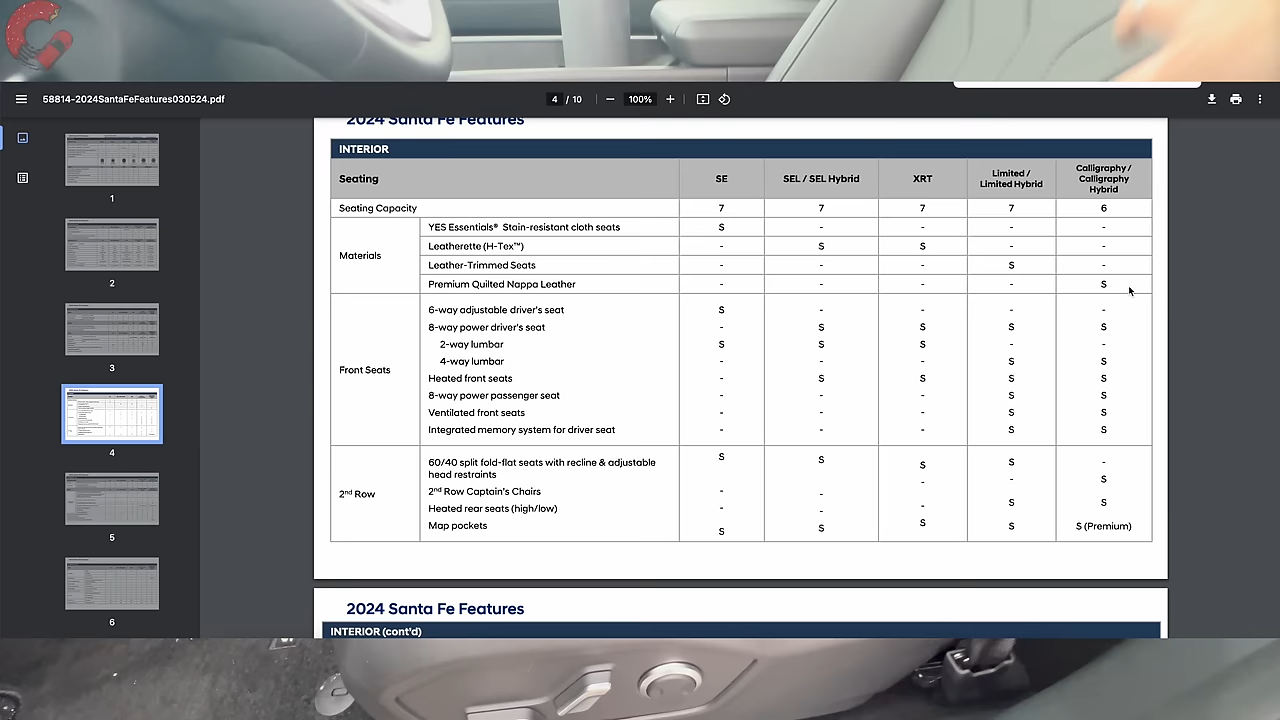 58814-2024SantaFeFeatures030524.pdf 4 / 10 100%
1
2
3
4
5
6
2024 Santa Fe Features
INTERIOR
Seating SE SEL / SEL Hybrid XRT Limited / Limited Hybrid Calligraphy / Calligraphy Hybrid
Seating Capacity 7 7 7 7 6
Materials
YES Essentials® Stain-resistant cloth seats S - - - -
Leatherette (H-Tex™) - S S - -
Leather-Trimmed Seats - - - S -
Premium Quilted Nappa Leather - - - - S
Front Seats
6-way adjustable driver's seat S - - - -
8-way power driver's seat - S S S S
2-way lumbar S S S - -
4-way lumbar - - - S S
Heated front seats - S S S S
8-way power passenger seat - - - S S
Ventilated front seats - - - S S
Integrated memory system for driver seat - - - S S
2nd Row
60/40 split fold-flat seats with recline & adjustable S S S S -
head restraints
2nd Row Captain's Chairs - - - - S
Heated rear seats (high/low) - - - S S
Map pockets S S S S S (Premium)
2024 Santa Fe Features
INTERIOR (cont'd)